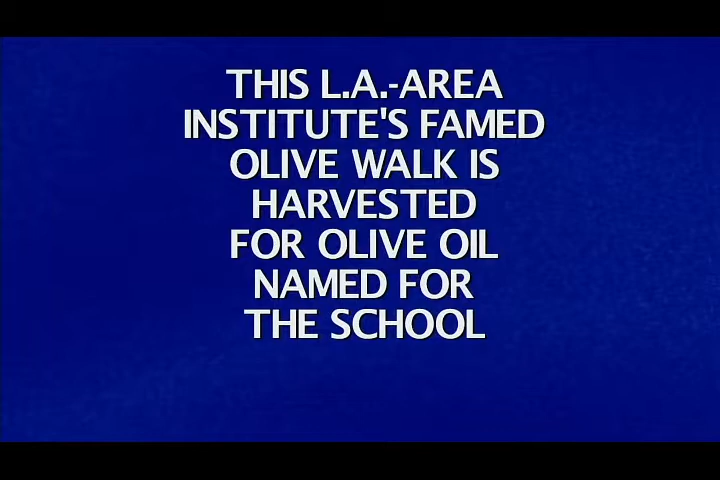 THIS L.A.-AREA
INSTITUTE'S FAMED
OLIVE WALK IS
HARVESTED
FOR OLIVE OIL
NAMED FOR
THE SCHOOL